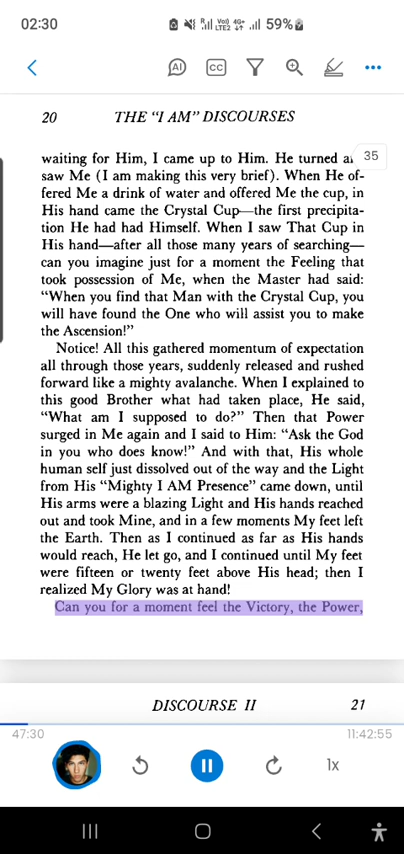 02:30
R Vo) LTE2 4G+ 59%
AI CC
20 THE “I AM” DISCOURSES
35
waiting for Him, I came up to Him. He turned a
saw Me (I am making this very brief). When He of-
fered Me a drink of water and offered Me the cup, in
His hand came the Crystal Cup—the first precipita-
tion He had had Himself. When I saw That Cup in
His hand—after all those many years of searching—
can you imagine just for a moment the Feeling that
took possession of Me, when the Master had said:
“When you find that Man with the Crystal Cup, you
will have found the One who will assist you to make
the Ascension!”
Notice! All this gathered momentum of expectation
all through those years, suddenly released and rushed
forward like a mighty avalanche. When I explained to
this good Brother what had taken place, He said,
“What am I supposed to do?” Then that Power
surged in Me again and I said to Him: “Ask the God
in you who does know!” And with that, His whole
human self just dissolved out of the way and the Light
from His “Mighty I AM Presence” came down, until
His arms were a blazing Light and His hands reached
out and took Mine, and in a few moments My feet left
the Earth. Then as I continued as far as His hands
would reach, He let go, and I continued until My feet
were fifteen or twenty feet above His head; then I
realized My Glory was at hand!
Can you for a moment feel the Victory, the Power,
DISCOURSE II 21
47:30 11:42:55
1x